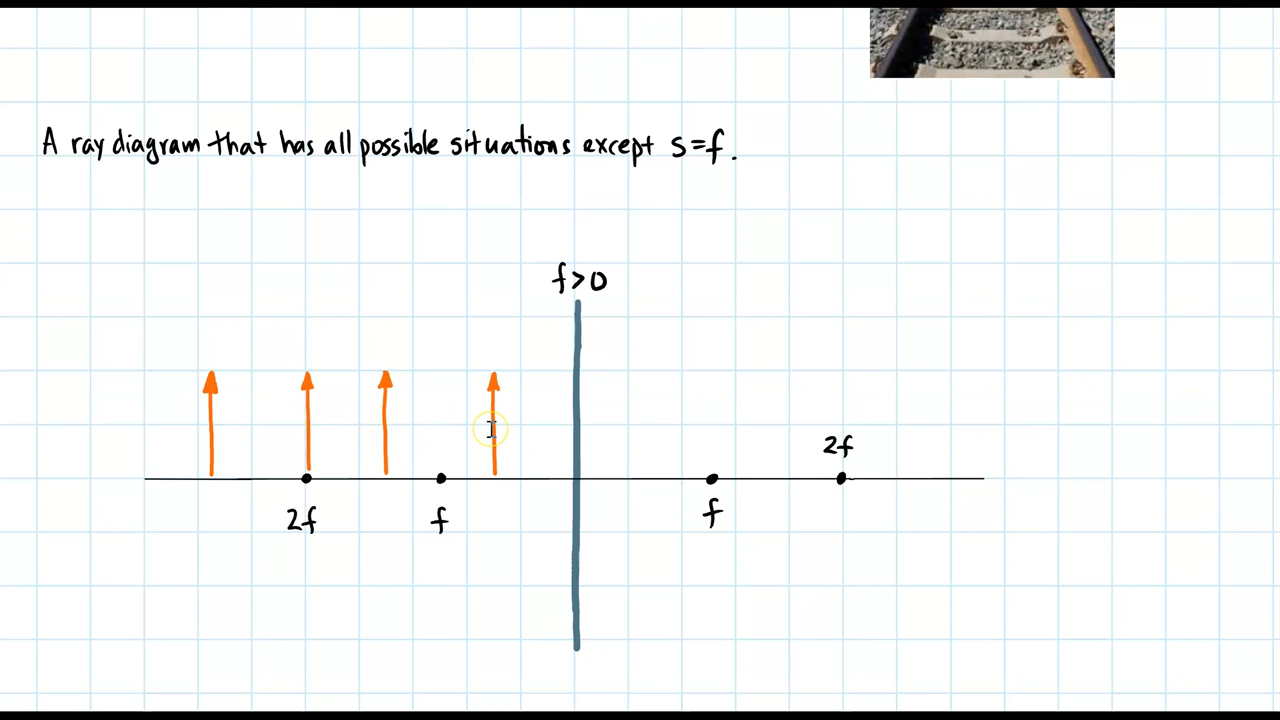 A ray diagram that has all possible situations except s=f.
f>0
2f
2f
f
f